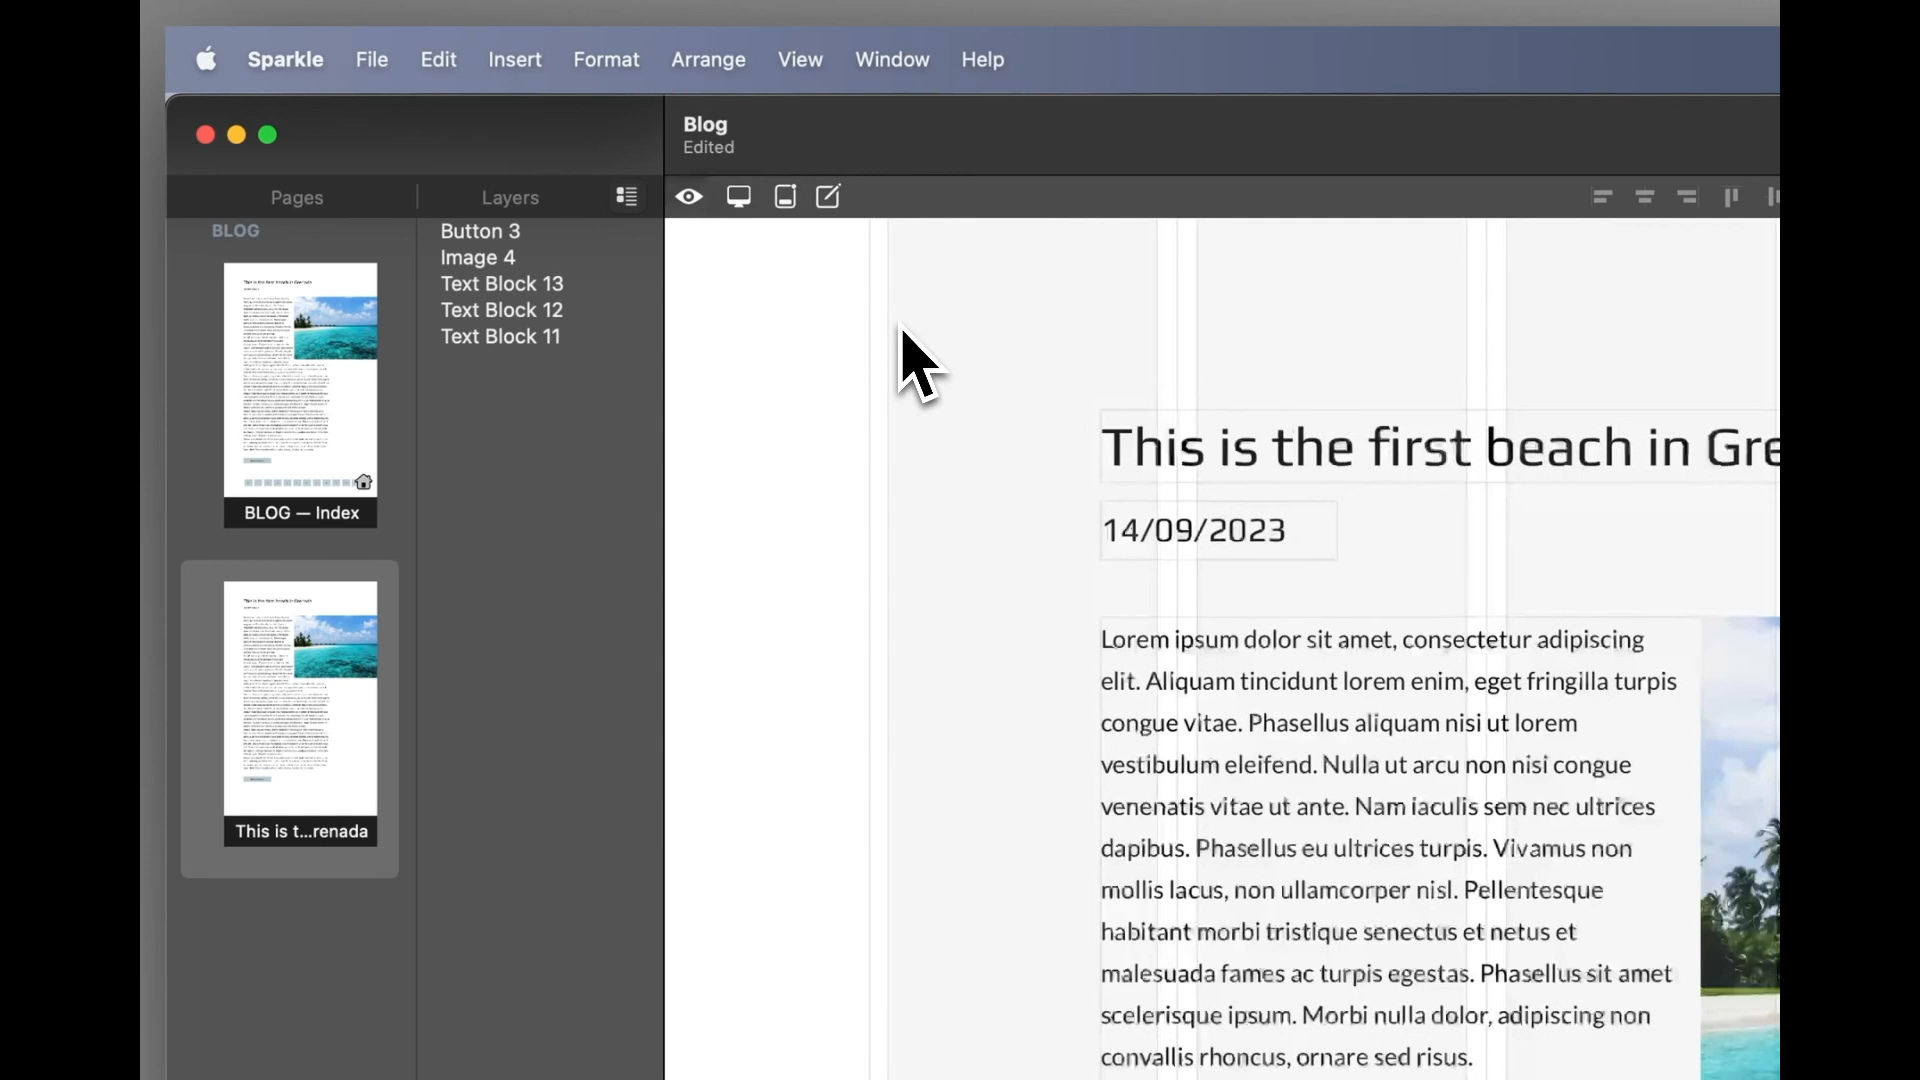 Sparkle File Edit Insert Format Arrange View Window Help
Blog
Edited
Pages
Layers
BLOG
BLOG — Index
This is t...renada
Button 3
Image 4
Text Block 13
Text Block 12
Text Block 11
This is the first beach in Gre
14/09/2023
Lorem ipsum dolor sit amet, consectetur adipiscing
elit. Aliquam tincidunt lorem enim, eget fringilla turpis
congue vitae. Phasellus aliquam nisi ut lorem
vestibulum eleifend. Nulla ut arcu non nisi congue
venenatis vitae ut ante. Nam iaculis sem nec ultrices
dapibus. Phasellus eu ultrices turpis. Vivamus non
mollis lacus, non ullamcorper nisl. Pellentesque
habitant morbi tristique senectus et netus et
malesuada fames ac turpis egestas. Phasellus sit amet
scelerisque ipsum. Morbi nulla dolor, adipiscing non
convallis rhoncus, ornare sed risus.